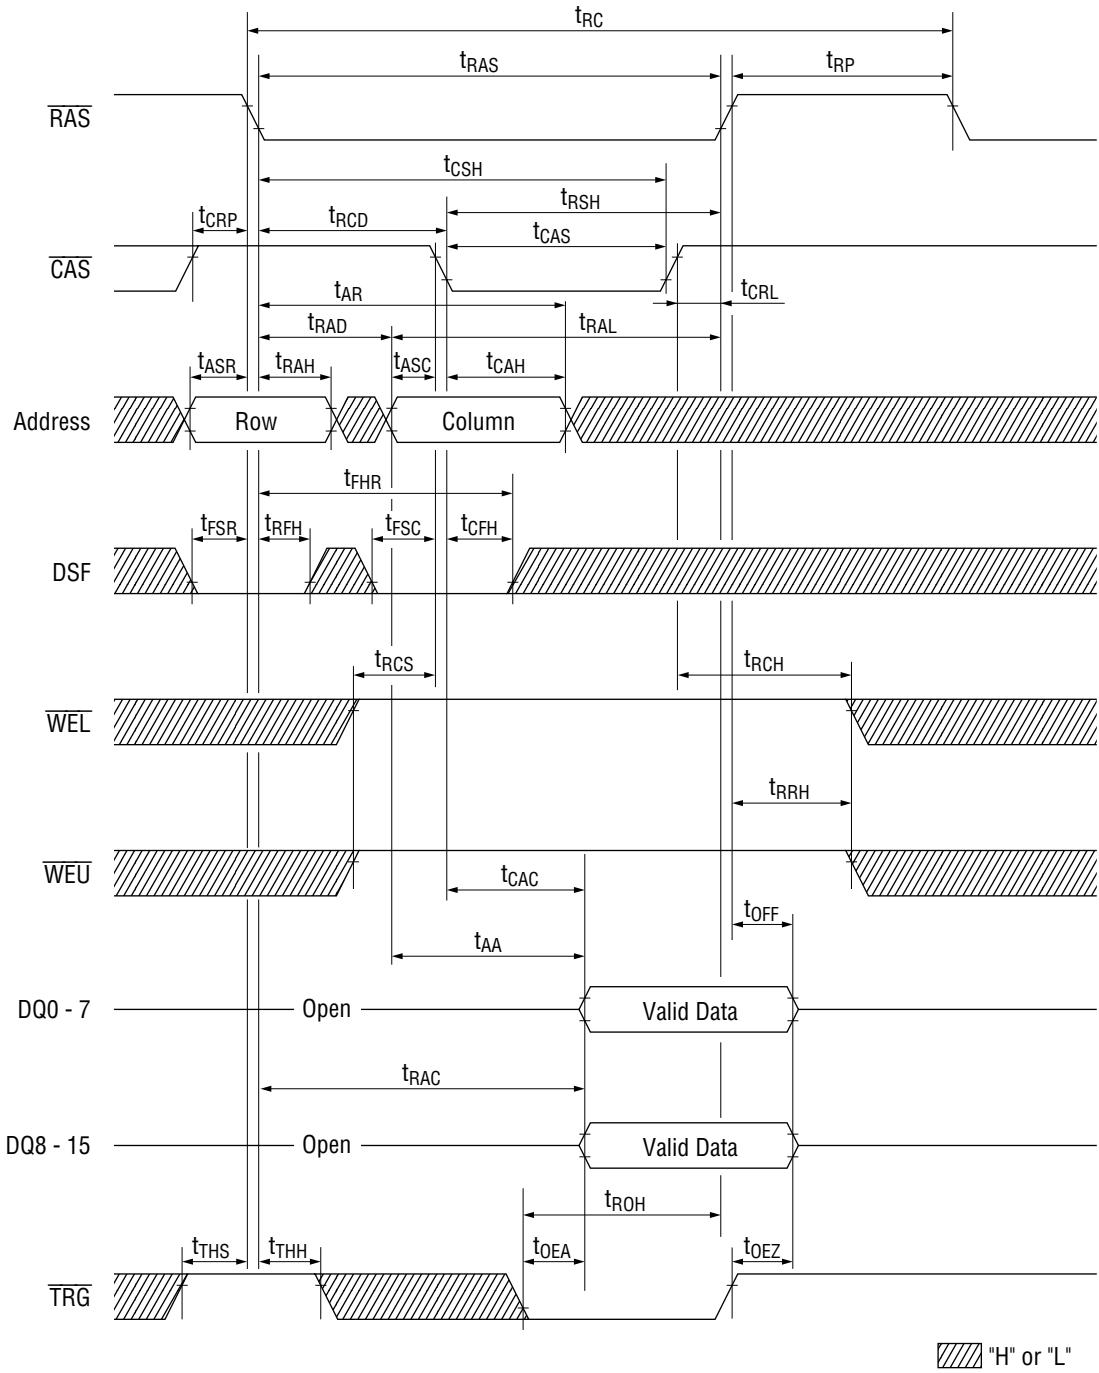 tRC
tRAS tRP
RAS
tCSH
tRSH
tCRP tRCD tCAS
CAS
tAR tCRL
tRAD tRAL
tASR tRAH tASC tCAH
Address Row Column
tFHR
tFSR tRFH tFSC tCFH
DSF
tRCS tRCH
WEL
tRRH
WEU
tCAC
tOFF
tAA
DQ0 - 7 Open Valid Data
tRAC
DQ8 - 15 Open Valid Data
tROH
tTHS tTHH tOEA tOEZ
TRG
"H" or "L"